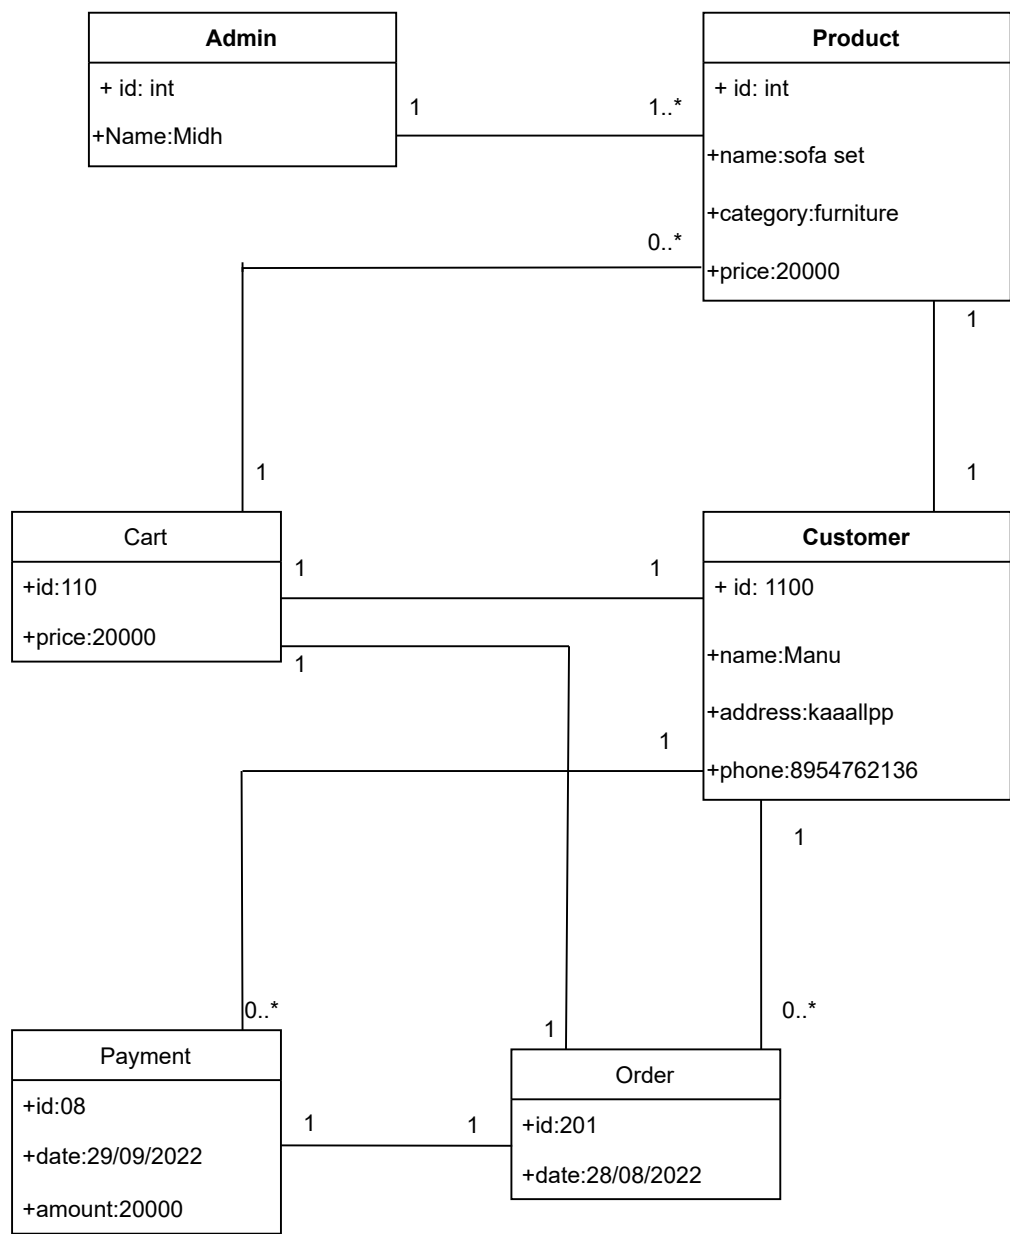 Admin
+ id: int
+Name:Midh
Product
+ id: int
+name:sofa set
+category:furniture
+price:20000
1
1..*
0..*
1
1
1
Cart
+id:110
+price:20000
Customer
+ id: 1100
+name:Manu
+address:kaaallpp
+phone:8954762136
1
1
1
1
1
0..*
1
0..*
Payment
+id:08
+date:29/09/2022
+amount:20000
Order
+id:201
+date:28/08/2022
1
1